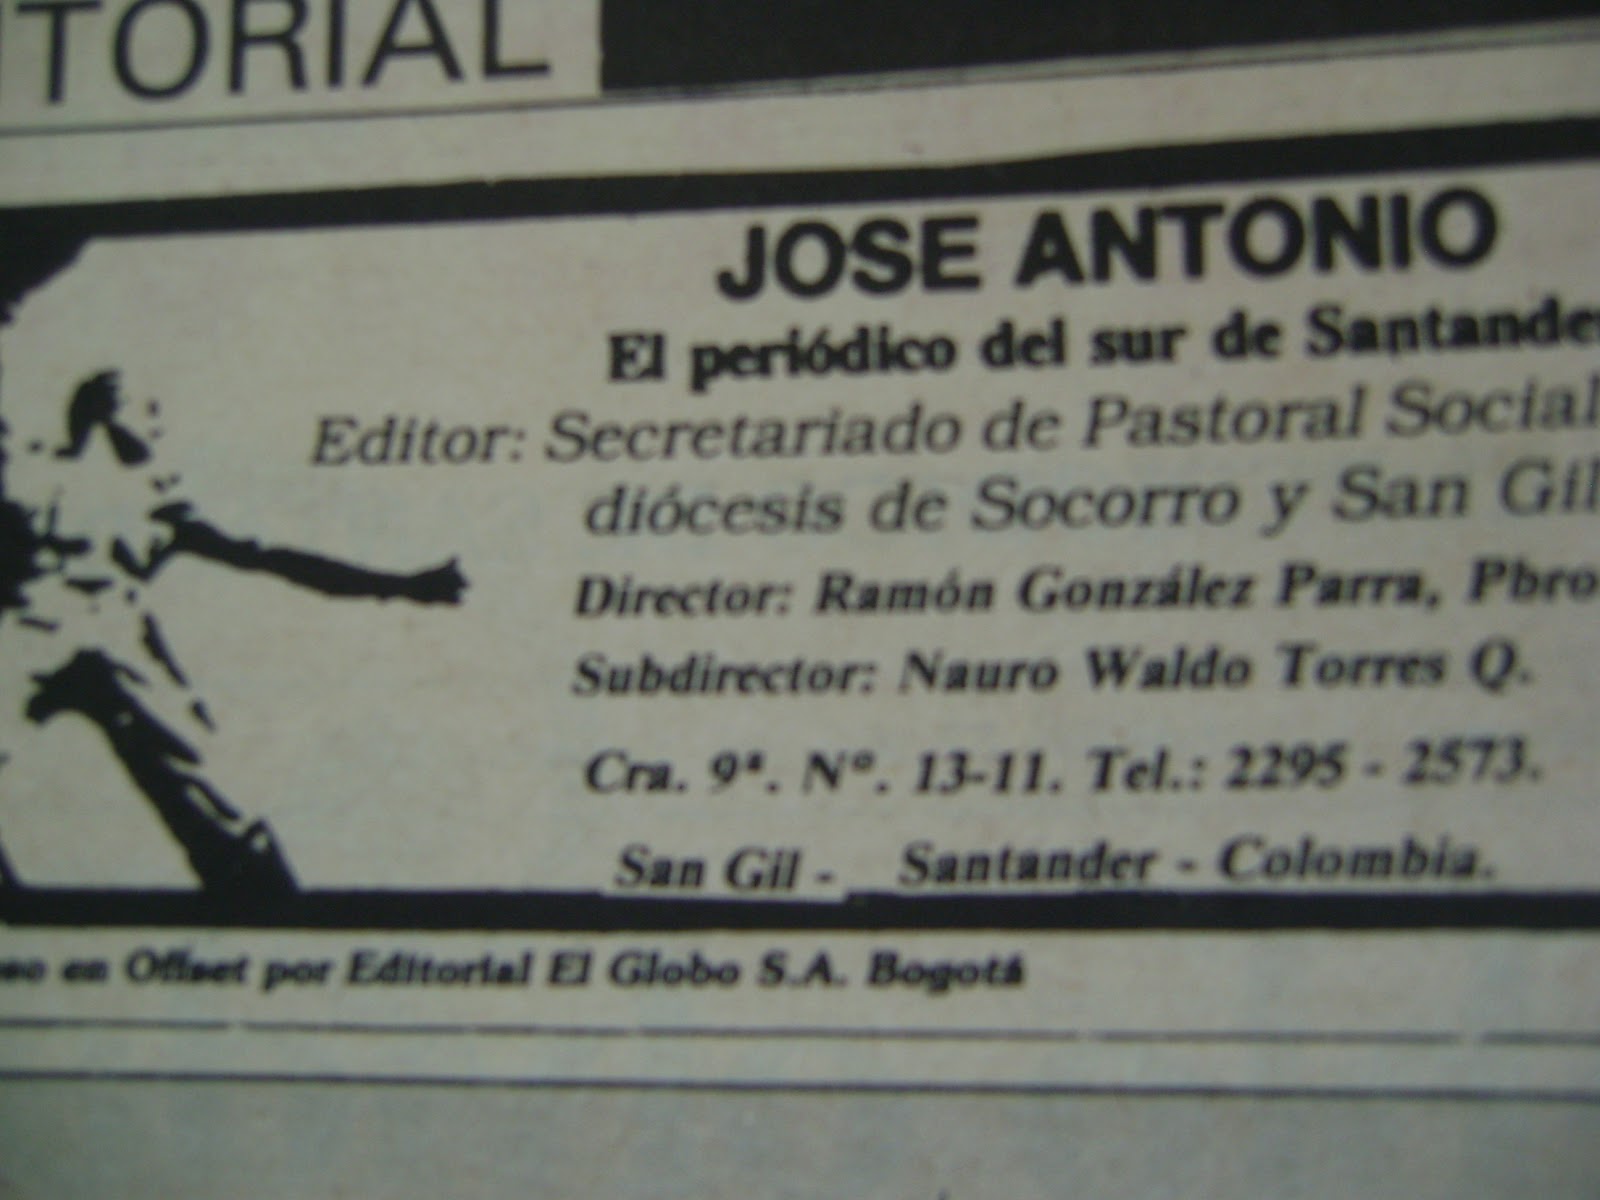 TORIAL
JOSE ANTONIO
El periódico del sur de Santander
Editor: Secretariado de Pastoral Social
diócesis de Socorro y San Gil
Director: Ramón González Parra, Pbro
Subdirector: Nauro Waldo Torres Q.
Cra. 9ª. Nº. 13-11. Tel.: 2295 - 2573.
San Gil - Santander - Colombia.
en Offset por Editorial El Globo S.A. Bogotá